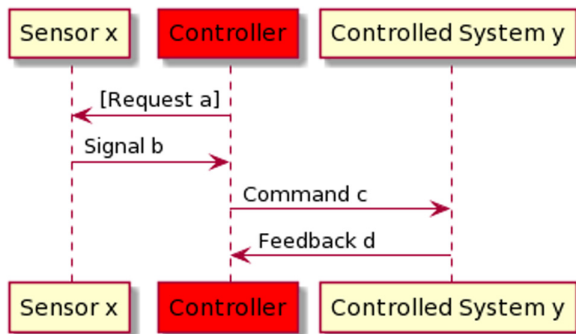 Sensor x Controller Controlled System y
[Request a]
Signal b
Command c
Feedback d
Sensor x Controller Controlled System y